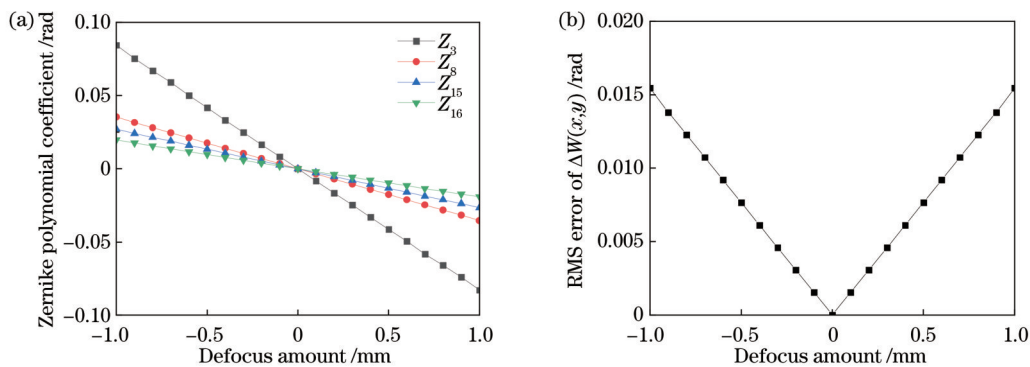 (a)
Zernike polynomial coefficient /rad
0.10
0.05
0
−0.05
−0.10
Z3
Z8
Z15
Z16
−1.0 −0.5 0 0.5 1.0
Defocus amount /mm
(b)
RMS error of ΔW(x,y) /rad
0.020
0.015
0.010
0.005
0
−1.0 −0.5 0 0.5 1.0
Defocus amount /mm